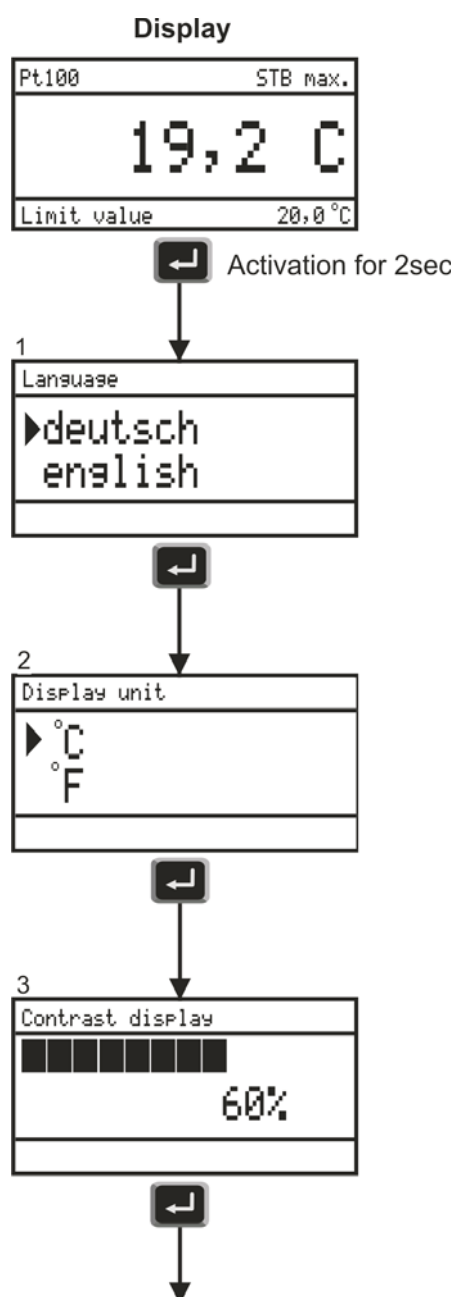 Display
Pt100 STB max.
19,2 C
Limit value 20,0°C
Activation for 2sec
1
Language
deutsch
english
2
Display unit
°C
°F
3
Contrast display
60%